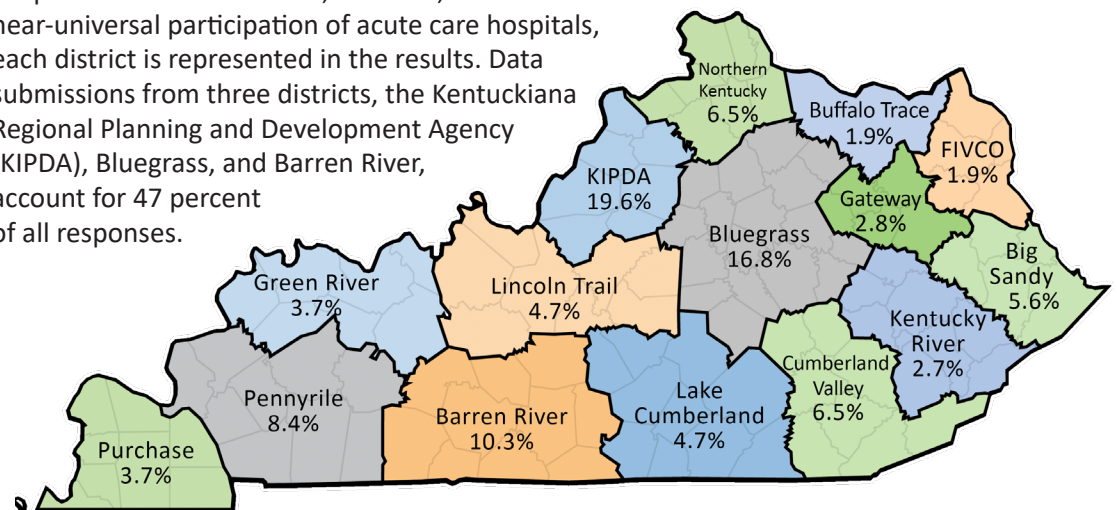 near-universal participation of acute care hospitals,
each district is represented in the results. Data
submissions from three districts, the Kentuckiana
Regional Planning and Development Agency
(KIPDA), Bluegrass, and Barren River,
account for 47 percent
of all responses.
Northern
Kentucky
6.5%
Buffalo Trace
1.9%
FIVCO
1.9%
KIPDA
19.6%
Gateway
2.8%
Bluegrass
16.8%
Big
Sandy
5.6%
Green River
3.7%
Lincoln Trail
4.7%
Kentucky
River
2.7%
Cumberland
Valley
6.5%
Pennyrile
8.4%
Barren River
10.3%
Lake
Cumberland
4.7%
Purchase
3.7%